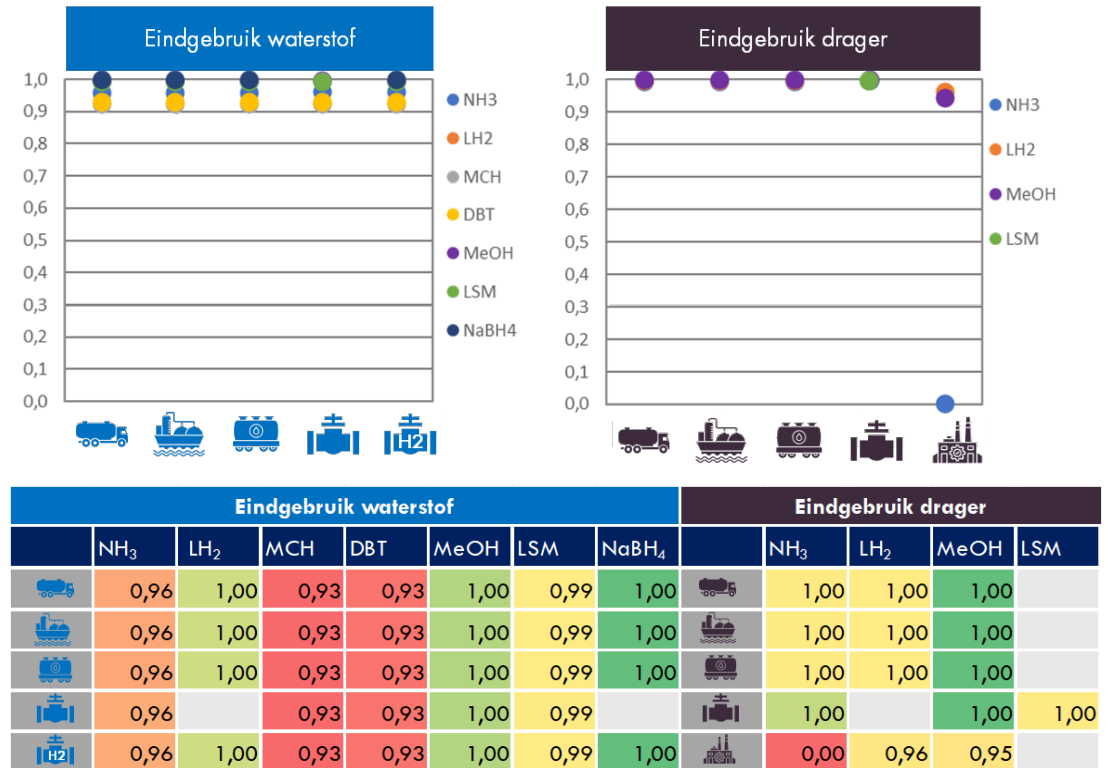 Eindgebruik waterstof
1,0
0,9
0,8
0,7
0,6
0,5
0,4
0,3
0,2
0,1
0,0
NH3
LH2
MCH
DBT
MeOH
LSM
NaBH4
H2
Eindgebruik drager
1,0
0,9
0,8
0,7
0,6
0,5
0,4
0,3
0,2
0,1
0,0
NH3
LH2
MeOH
LSM
Eindgebruik waterstof Eindgebruik drager
NH₃ LH₂ MCH DBT MeOH LSM NaBH₄ NH₃ LH₂ MeOH LSM
0,96 1,00 0,93 0,93 1,00 0,99 1,00 1,00 1,00 1,00
0,96 1,00 0,93 0,93 1,00 0,99 1,00 1,00 1,00 1,00
0,96 1,00 0,93 0,93 1,00 0,99 1,00 1,00 1,00 1,00
0,96 0,93 0,93 1,00 0,99 1,00 1,00 1,00
H2 0,96 1,00 0,93 0,93 1,00 0,99 1,00 0,00 0,96 0,95